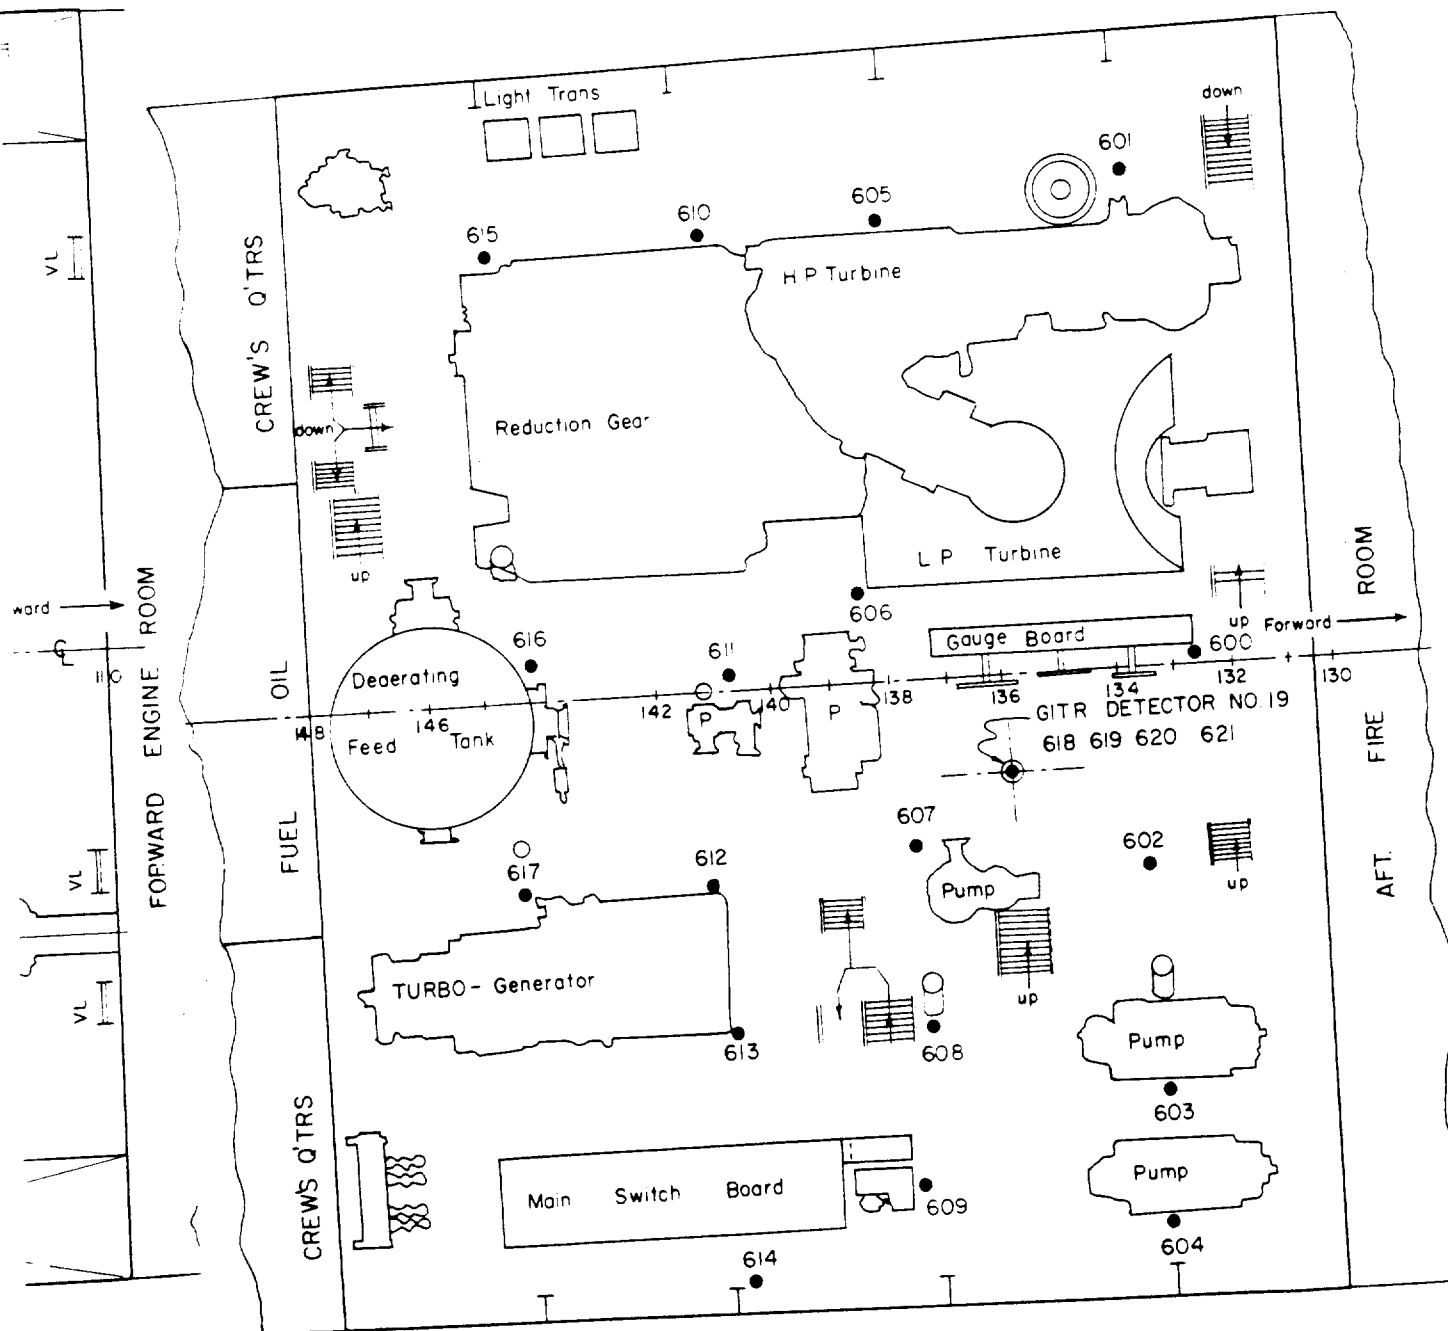 Light Trans
down
601
605
610
615
H P Turbine
CREW'S Q'TRS
VL
Reduction Gear
down
up
L P Turbine
ROOM
606
ward
Gauge Board
up
Forward
600
616
611
Deaerating
OIL
110
148
146
142
140
138
136
134
132
130
Feed Tank
P
P
GITR DETECTOR NO. 19
618 619 620 621
FORWARD ENGINE ROOM
FIRE
FUEL
607
602
612
617
Pump
up
VL
AFT.
TURBO - Generator
up
VL
613
608
Pump
603
CREW'S Q'TRS
Main Switch Board
609
Pump
604
614